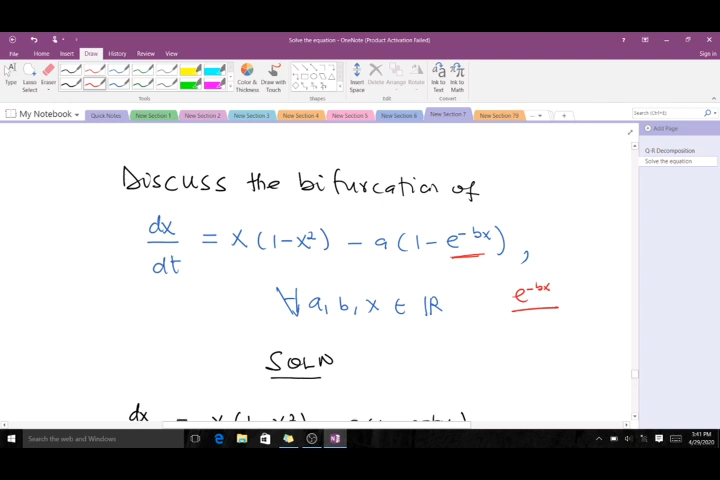 Solve the equation - OneNote (Product Activation Failed)
File Home Insert Draw History Review View Sign in
Type Lasso Select Eraser Color & Thickness Draw with Touch Insert Space Delete Arrange Rotate Ink to Text Ink to Math
Tools Shapes Edit Convert
My Notebook Quick Notes New Section 1 New Section 2 New Section 3 New Section 4 New Section 5 New Section 6 New Section 7 New Section 79 Search (Ctrl+E)
Add Page
Q-R Decomposition
Solve the equation
Discuss the bifurcation of
dx/dt = x(1-x²) - a(1-e^-bx),
∀ a, b, x ∈ ℝ
e^-bx
SOLN
dx
Search the Web and Windows
3:41 PM
4/29/2020